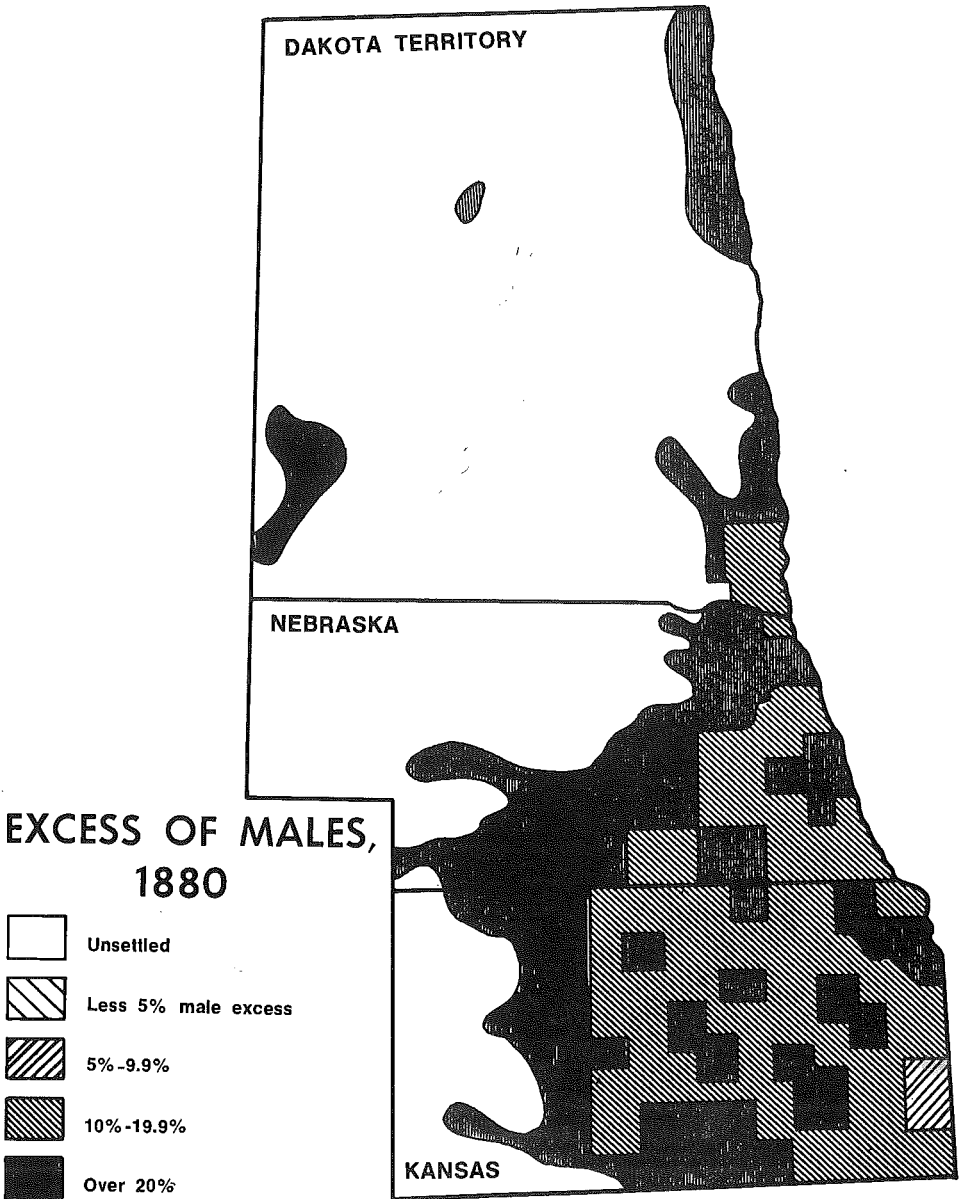 DAKOTA TERRITORY
NEBRASKA
EXCESS OF MALES,
1880
Unsettled
Less 5% male excess
5%-9.9%
10%-19.9%
Over 20%
KANSAS